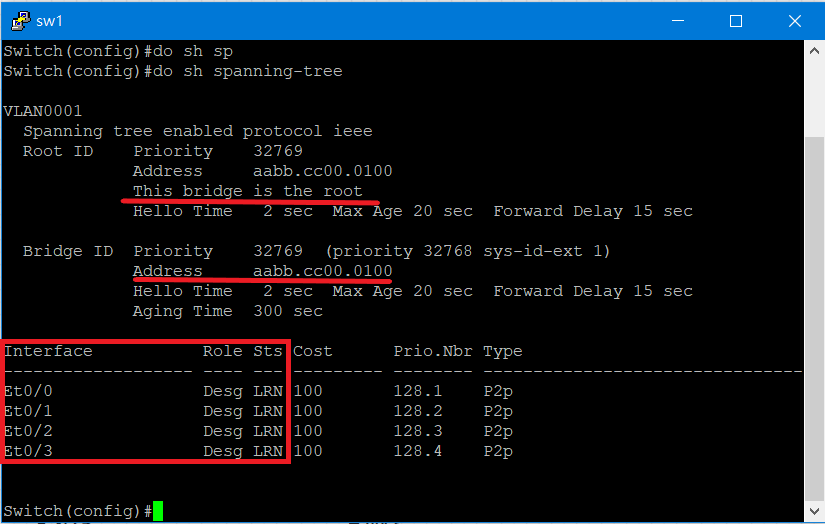 sw1
Switch(config)#do sh sp
Switch(config)#do sh spanning-tree
VLAN0001
  Spanning tree enabled protocol ieee
  Root ID    Priority    32769
             Address     aabb.cc00.0100
             This bridge is the root
             Hello Time   2 sec  Max Age 20 sec  Forward Delay 15 sec
  Bridge ID  Priority    32769  (priority 32768 sys-id-ext 1)
             Address     aabb.cc00.0100
             Hello Time   2 sec  Max Age 20 sec  Forward Delay 15 sec
             Aging Time  300 sec
Interface           Role Sts Cost      Prio.Nbr Type
------------------- ---- --- --------- -------- --------------------------------
Et0/0               Desg LRN 100       128.1    P2p
Et0/1               Desg LRN 100       128.2    P2p
Et0/2               Desg LRN 100       128.3    P2p
Et0/3               Desg LRN 100       128.4    P2p
Switch(config)#